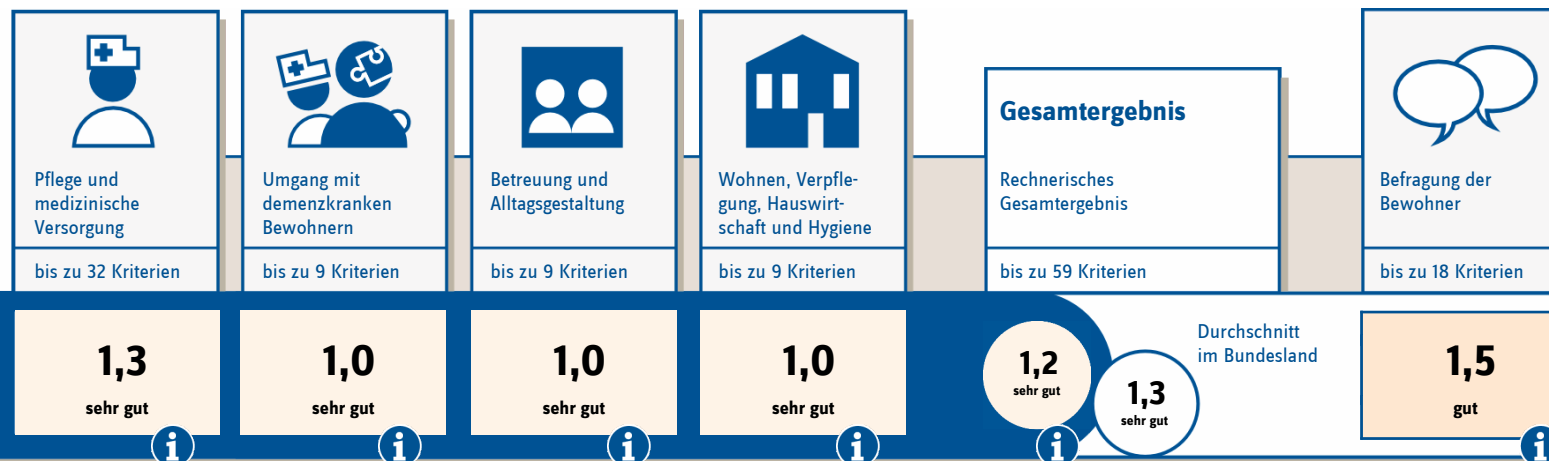 Pflege und
medizinische
Versorgung
bis zu 32 Kriterien
1,3
sehr gut
Umgang mit
demenzkranken
Bewohnern
bis zu 9 Kriterien
1,0
sehr gut
Betreuung und
Alltagsgestaltung
bis zu 9 Kriterien
1,0
sehr gut
Wohnen, Verpfle-
gung, Hauswirt-
schaft und Hygiene
bis zu 9 Kriterien
1,0
sehr gut
Gesamtergebnis
Rechnerisches
Gesamtergebnis
bis zu 59 Kriterien
1,2
sehr gut
1,3
sehr gut
Durchschnitt
im Bundesland
Befragung der
Bewohner
bis zu 18 Kriterien
1,5
gut